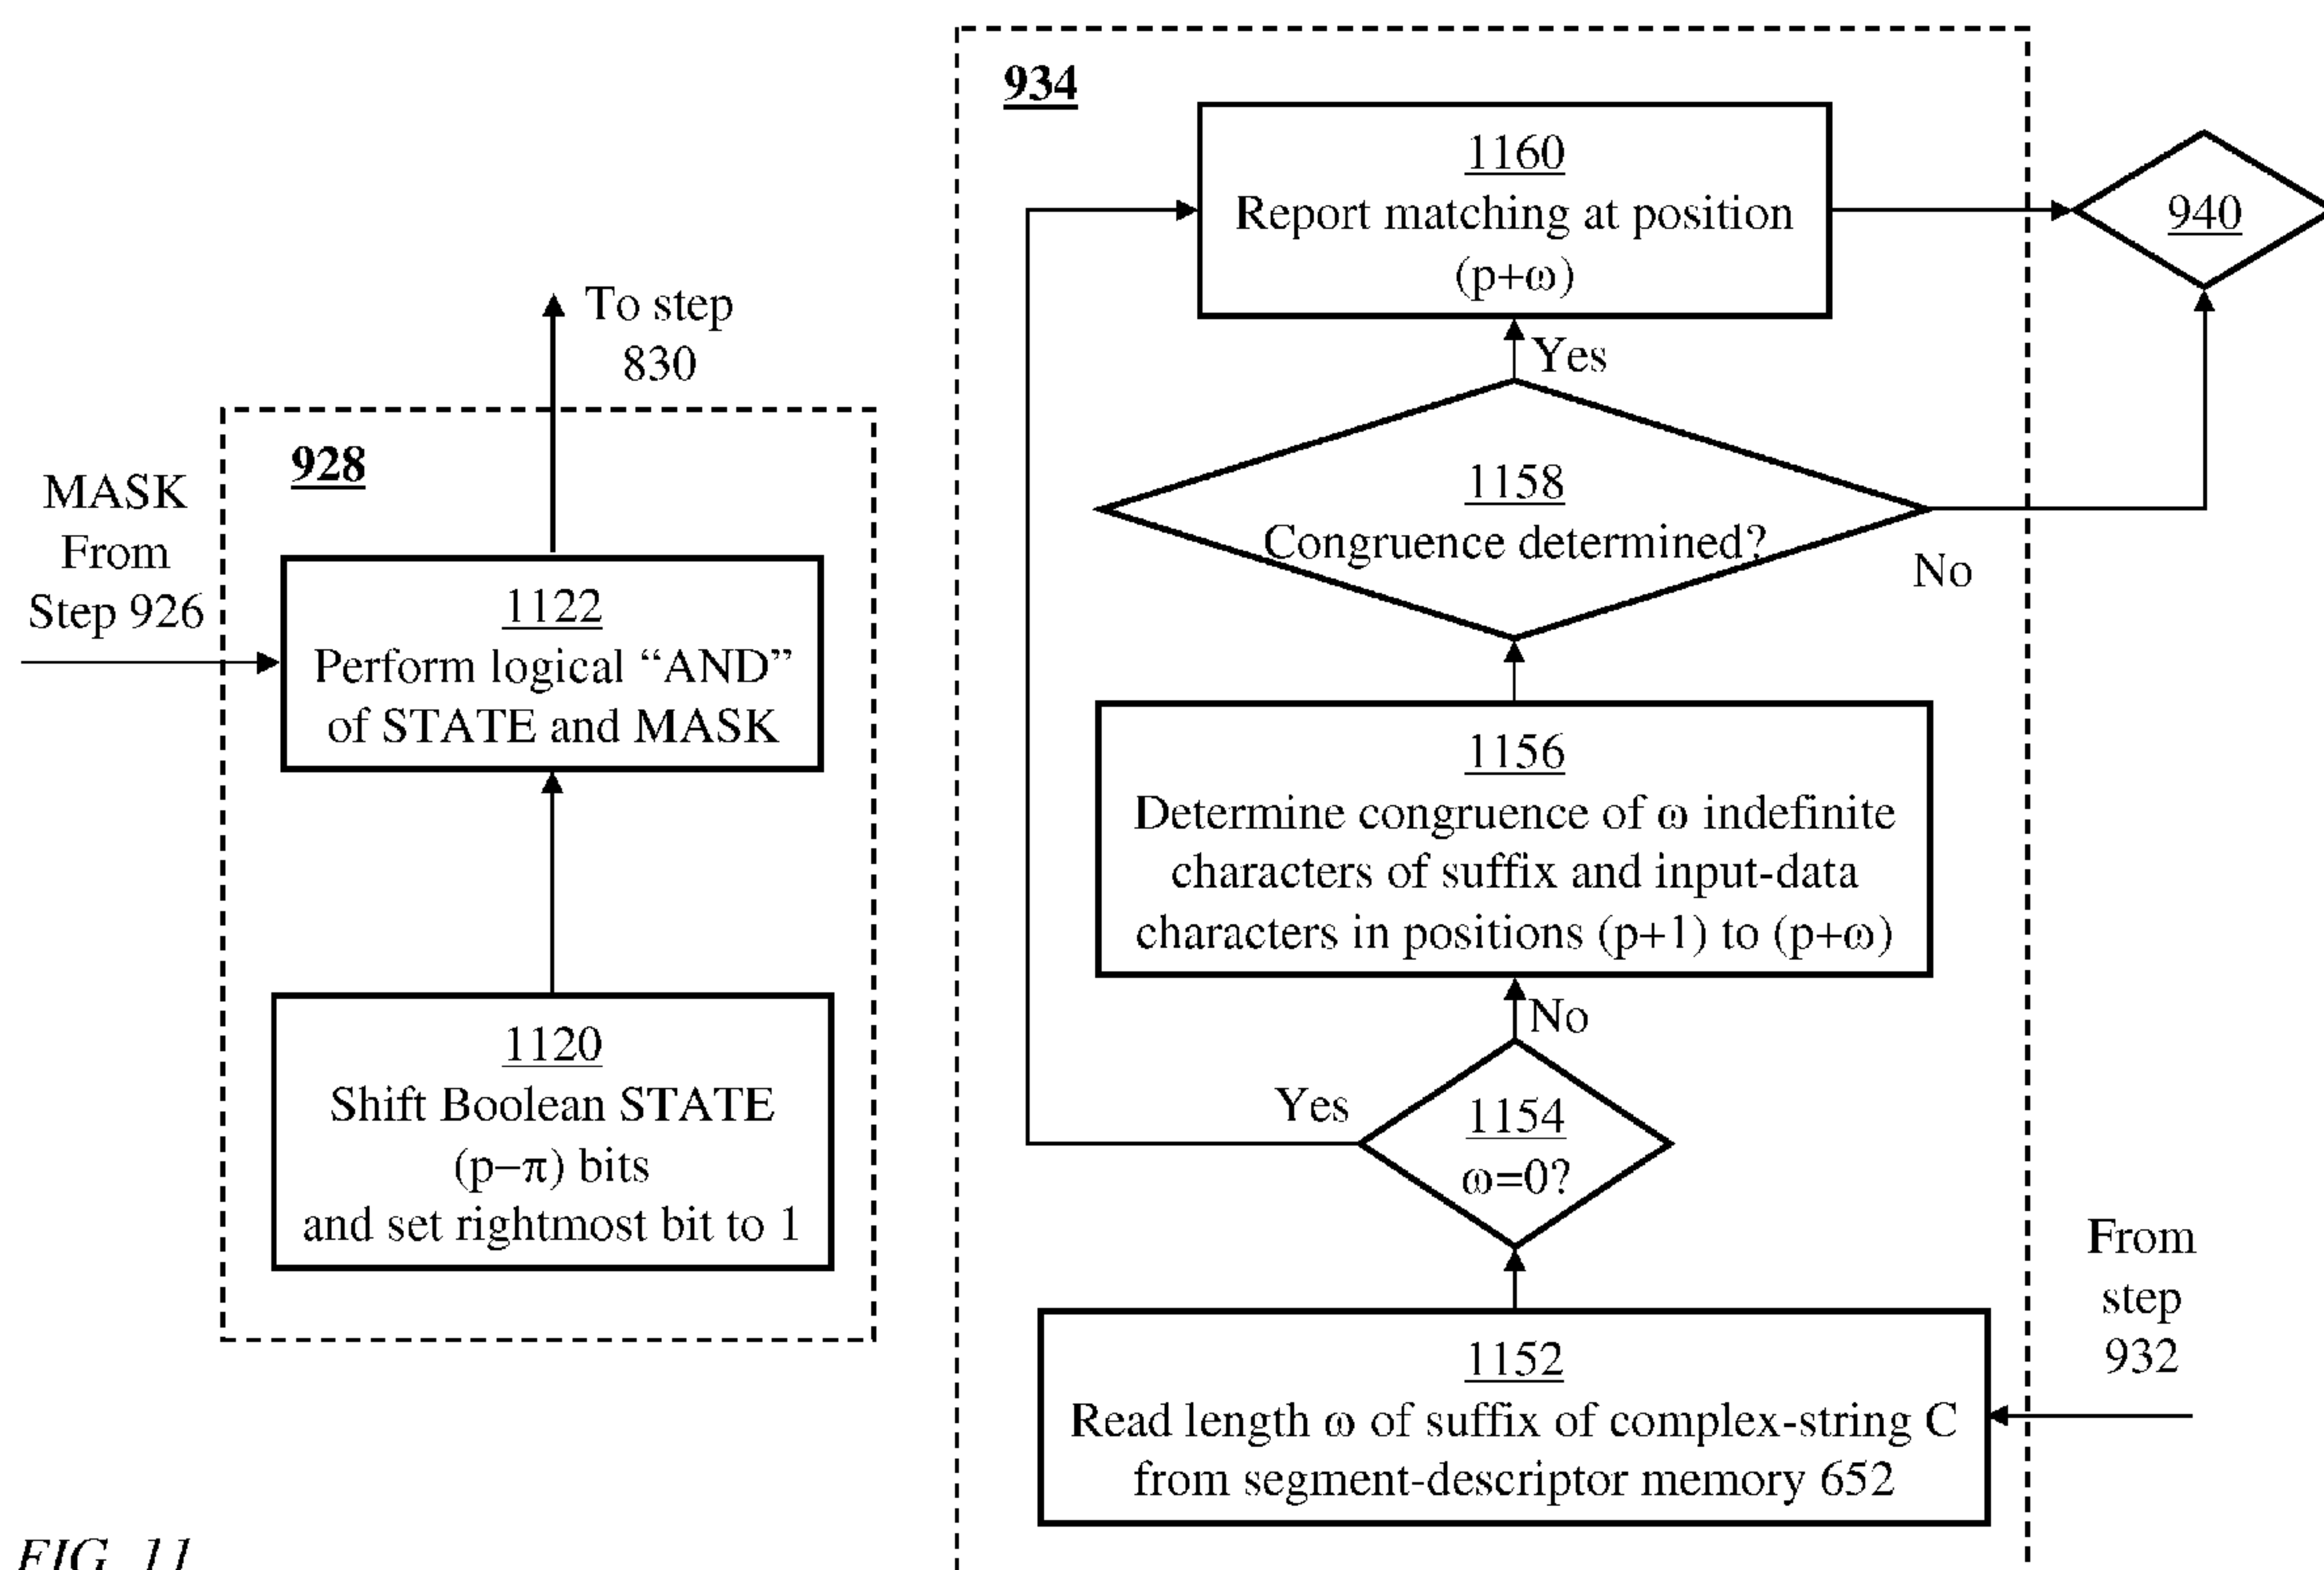 934
1160
Report matching at position
(p+ω)
940
To step
830
Yes
928
MASK
From
Step 926
1158
Congruence determined?
No
1122
Perform logical “AND”
of STATE and MASK
1156
Determine congruence of ω indefinite
characters of suffix and input-data
characters in positions (p+1) to (p+ω)
No
1120
Shift Boolean STATE
(p−π) bits
and set rightmost bit to 1
Yes
1154
ω=0?
From
step
932
1152
Read length ω of suffix of complex-string C
from segment-descriptor memory 652
FIG. 11